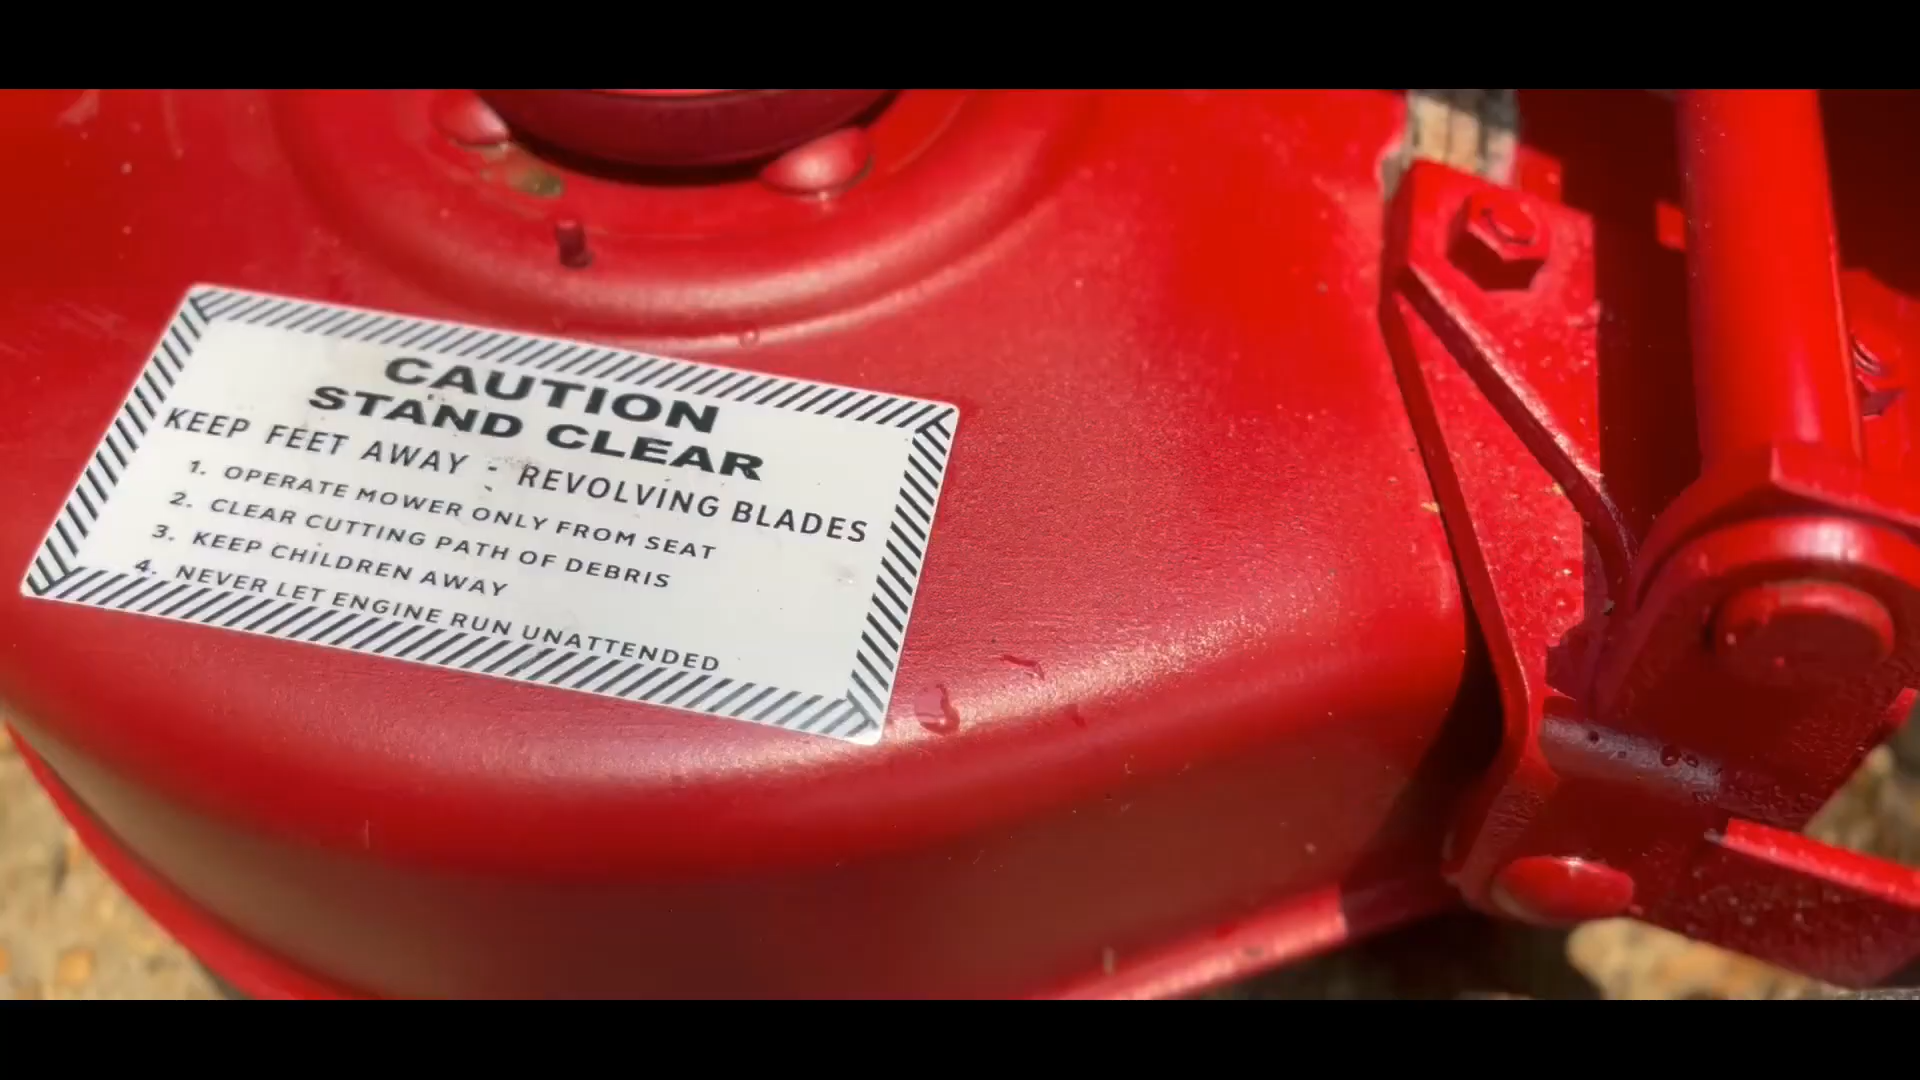 CAUTION
STAND CLEAR
KEEP FEET AWAY - REVOLVING BLADES
1. OPERATE MOWER ONLY FROM SEAT
2. CLEAR CUTTING PATH OF DEBRIS
3. KEEP CHILDREN AWAY
4. NEVER LET ENGINE RUN UNATTENDED